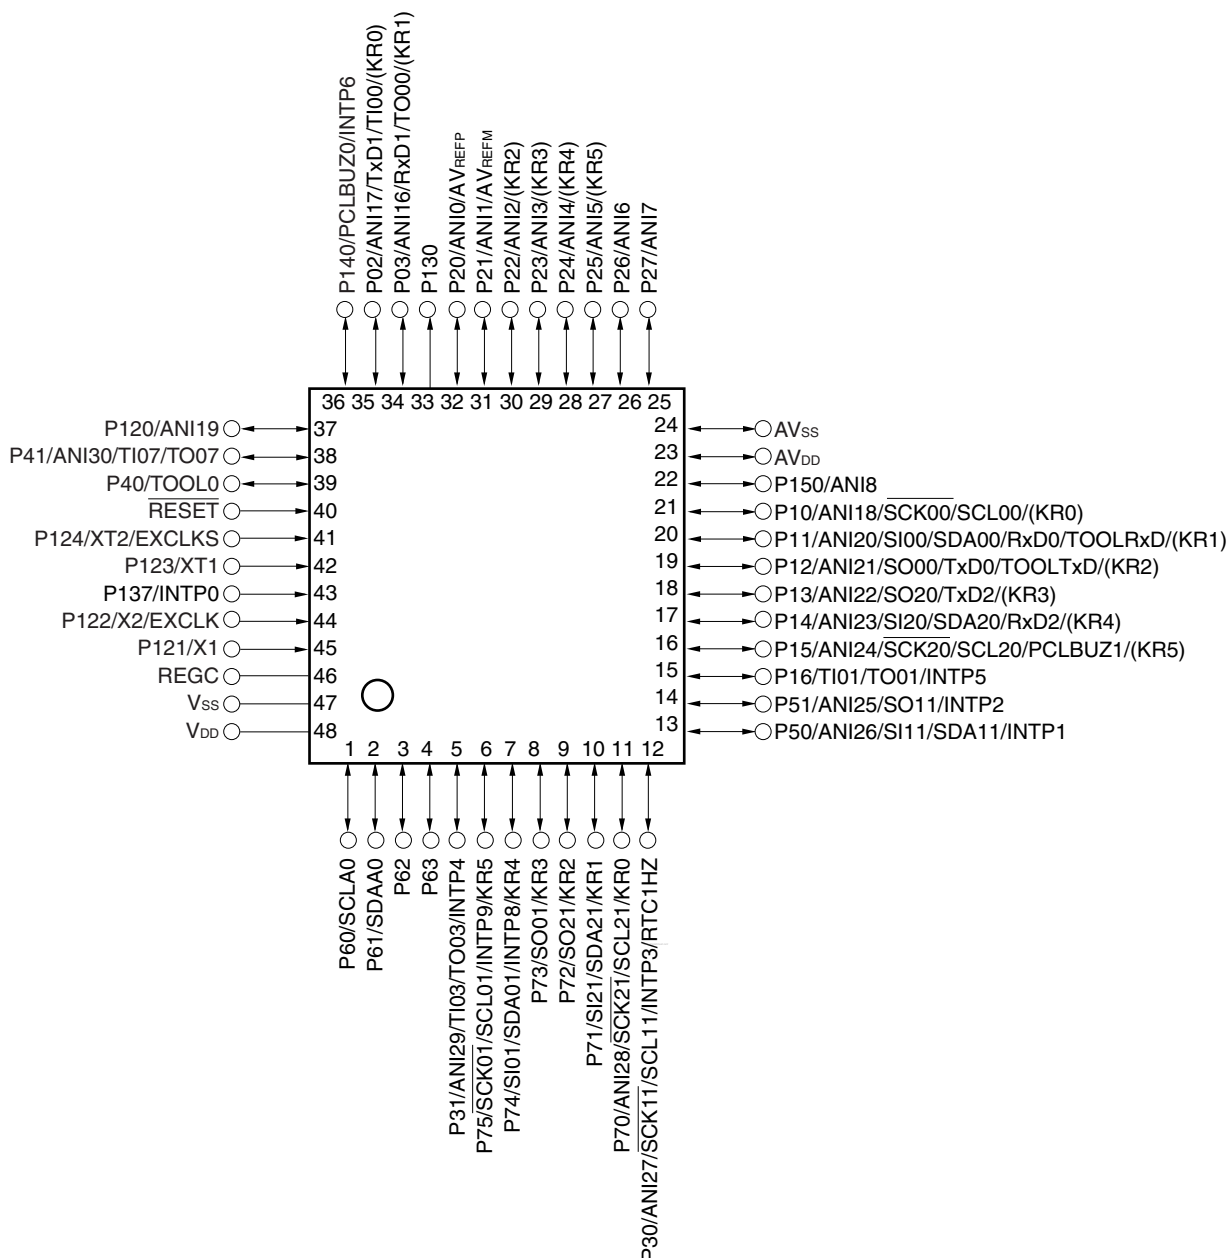 P140/PCLBUZ0/INTP6
P02/ANI17/TxD1/TI00/(KR0)
P03/ANI16/RxD1/TO00/(KR1)
P130
P20/ANI0/AVREFP
P21/ANI1/AVREFM
P22/ANI2/(KR2)
P23/ANI3/(KR3)
P24/ANI4/(KR4)
P25/ANI5/(KR5)
P26/ANI6
P27/ANI7
36 35 34 33 32 31 30 29 28 27 26 25
P120/ANI19 37
P41/ANI30/TI07/TO07 38
P40/TOOL0 39
RESET 40
P124/XT2/EXCLKS 41
P123/XT1 42
P137/INTP0 43
P122/X2/EXCLK 44
P121/X1 45
REGC 46
VSS 47
VDD 48
24 AVSS
23 AVDD
22 P150/ANI8
21 P10/ANI18/SCK00/SCL00/(KR0)
20 P11/ANI20/SI00/SDA00/RxD0/TOOLRxD/(KR1)
19 P12/ANI21/SO00/TxD0/TOOLTxD/(KR2)
18 P13/ANI22/SO20/TxD2/(KR3)
17 P14/ANI23/SI20/SDA20/RxD2/(KR4)
16 P15/ANI24/SCK20/SCL20/PCLBUZ1/(KR5)
15 P16/TI01/TO01/INTP5
14 P51/ANI25/SO11/INTP2
13 P50/ANI26/SI11/SDA11/INTP1
1 2 3 4 5 6 7 8 9 10 11 12
P60/SCLA0
P61/SDAA0
P62
P63
P31/ANI29/TI03/TO03/INTP4
P75/SCK01/SCL01/INTP9/KR5
P74/SI01/SDA01/INTP8/KR4
P73/SO01/KR3
P72/SO21/KR2
P71/SI21/SDA21/KR1
P70/ANI28/SCK21/SCL21/KR0
P30/ANI27/SCK11/SCL11/INTP3/RTC1HZ